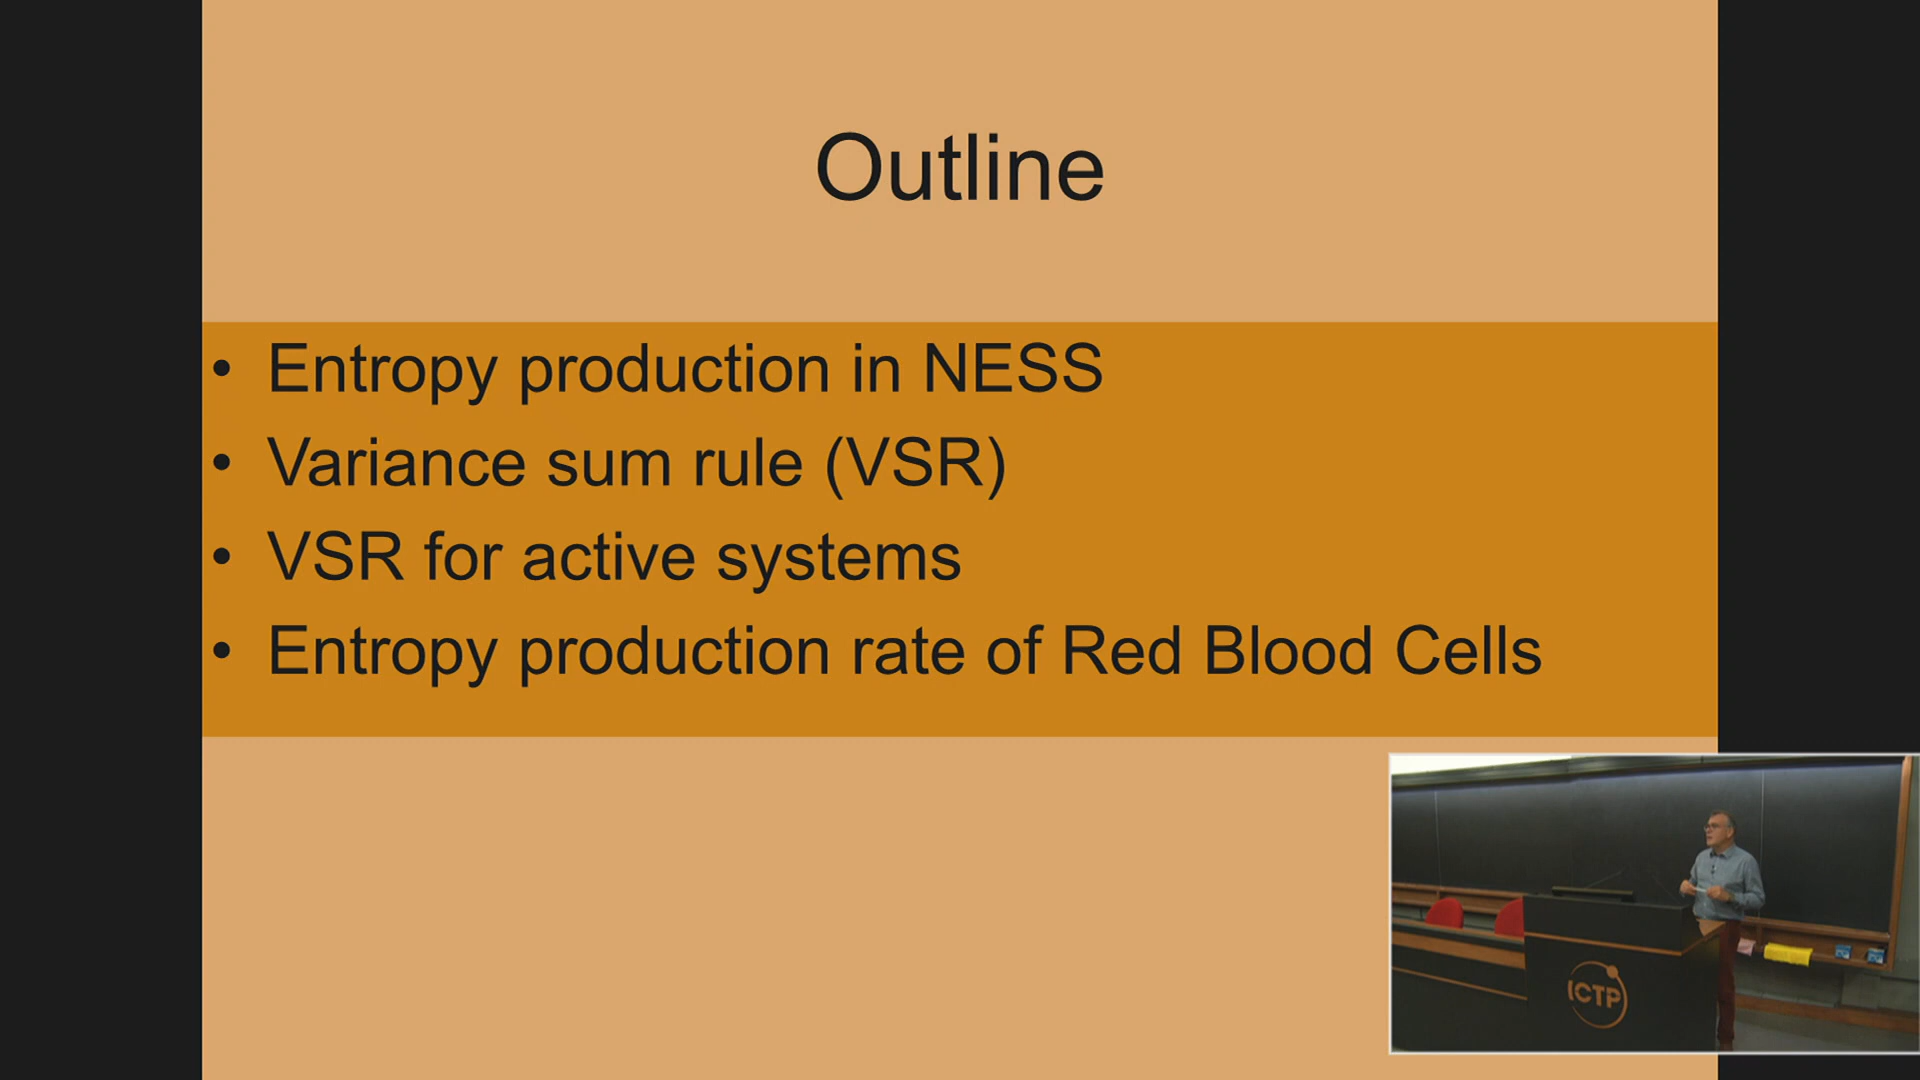 Outline
• Entropy production in NESS
• Variance sum rule (VSR)
• VSR for active systems
• Entropy production rate of Red Blood Cells
ICTP